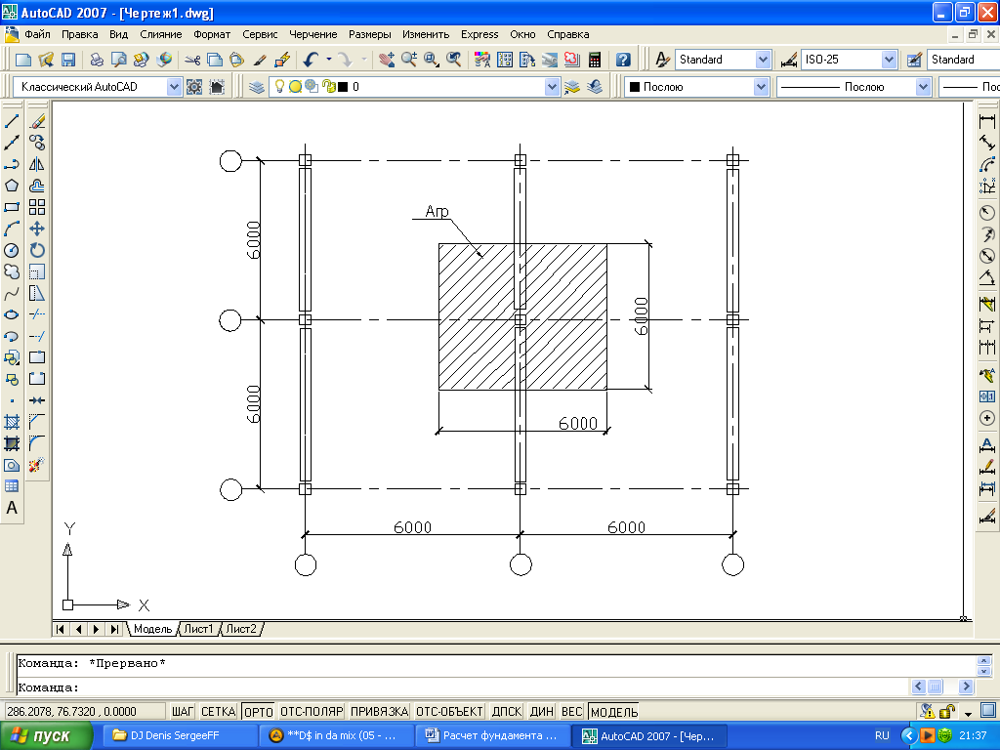 AutoCAD 2007 - [Чертеж1.dwg]
Файл Правка Вид Слияние Формат Сервис Черчение Размеры Изменить Express Окно Справка
Standard ISO-25 Standard
Классический AutoCAD 0 Послою Послою
Агр
6000
6000
6000
6000
6000 6000
Y
X
A
Модель Лист1 Лист2
Команда: *Прервано*
Команда:
286.2078, 76.7320 , 0.0000 ШАГ СЕТКА ОРТО ОТС-ПОЛЯР ПРИВЯЗКА ОТС-ОБЪЕКТ ДПСК ДИН ВЕС МОДЕЛЬ
пуск DJ Denis SergeeFF **D$ in da mix (05 - ... Расчет фундамента ... AutoCAD 2007 - [Чер... RU 21:37